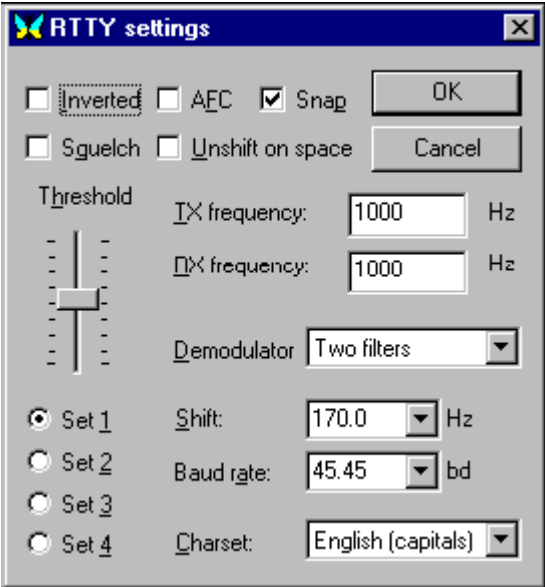 RTTY settings
Inverted AFC Snap OK
Squelch Unshift on space Cancel
Threshold
TX frequency: 1000 Hz
RX frequency: 1000 Hz
Demodulator Two filters
Set 1 Shift: 170.0 Hz
Set 2 Baud rate: 45.45 bd
Set 3
Set 4 Charset: English (capitals)